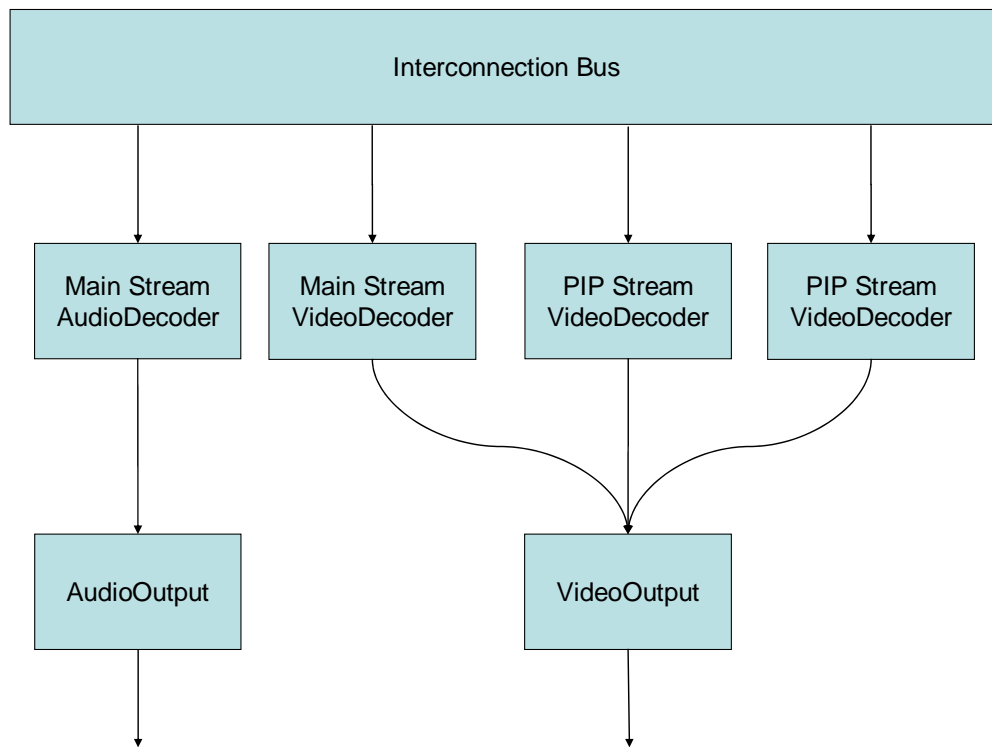 Interconnection Bus
Main Stream
AudioDecoder
Main Stream
VideoDecoder
PIP Stream
VideoDecoder
PIP Stream
VideoDecoder
AudioOutput
VideoOutput